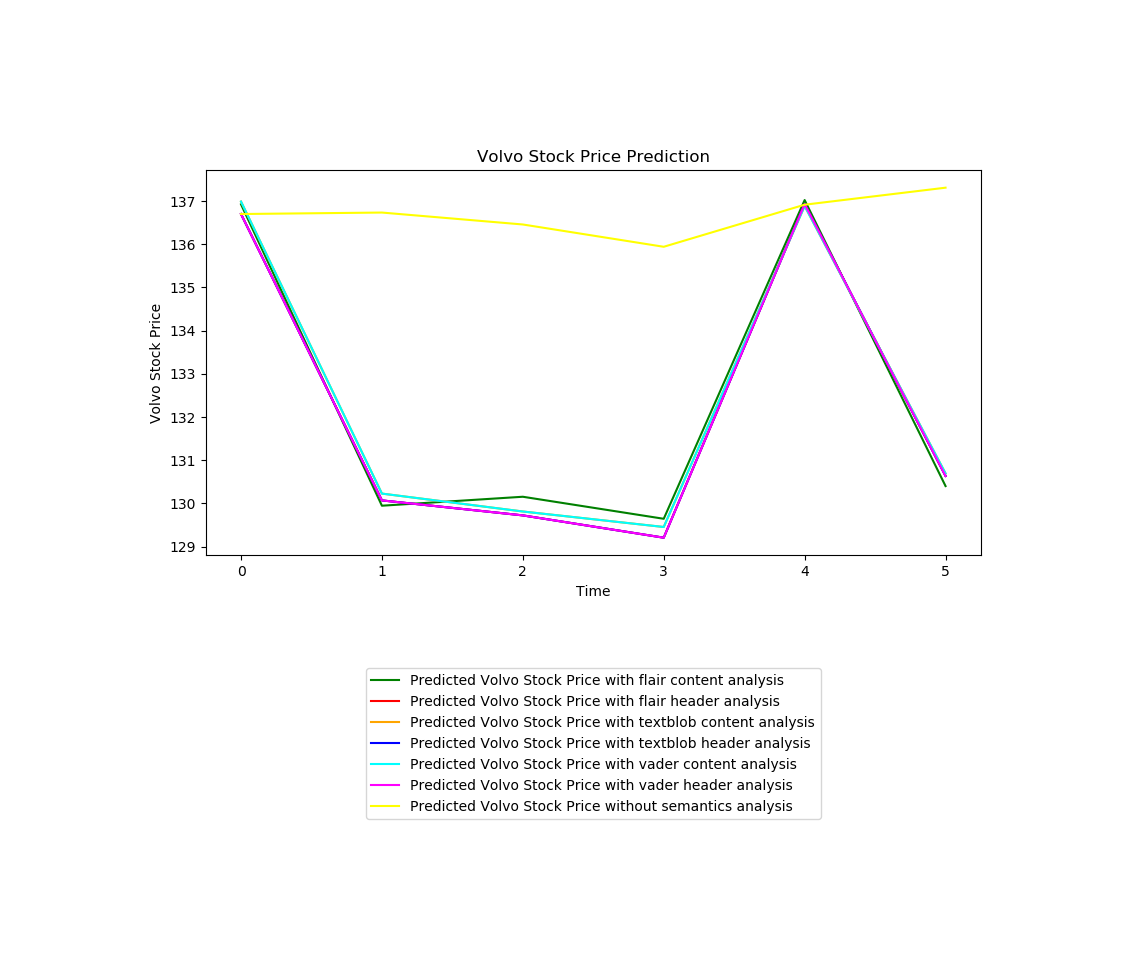 Volvo Stock Price Prediction
137
136
135
134
133
132
131
130
129
Volvo Stock Price
0 1 2 3 4 5
Time
Predicted Volvo Stock Price with flair content analysis
Predicted Volvo Stock Price with flair header analysis
Predicted Volvo Stock Price with textblob content analysis
Predicted Volvo Stock Price with textblob header analysis
Predicted Volvo Stock Price with vader content analysis
Predicted Volvo Stock Price with vader header analysis
Predicted Volvo Stock Price without semantics analysis